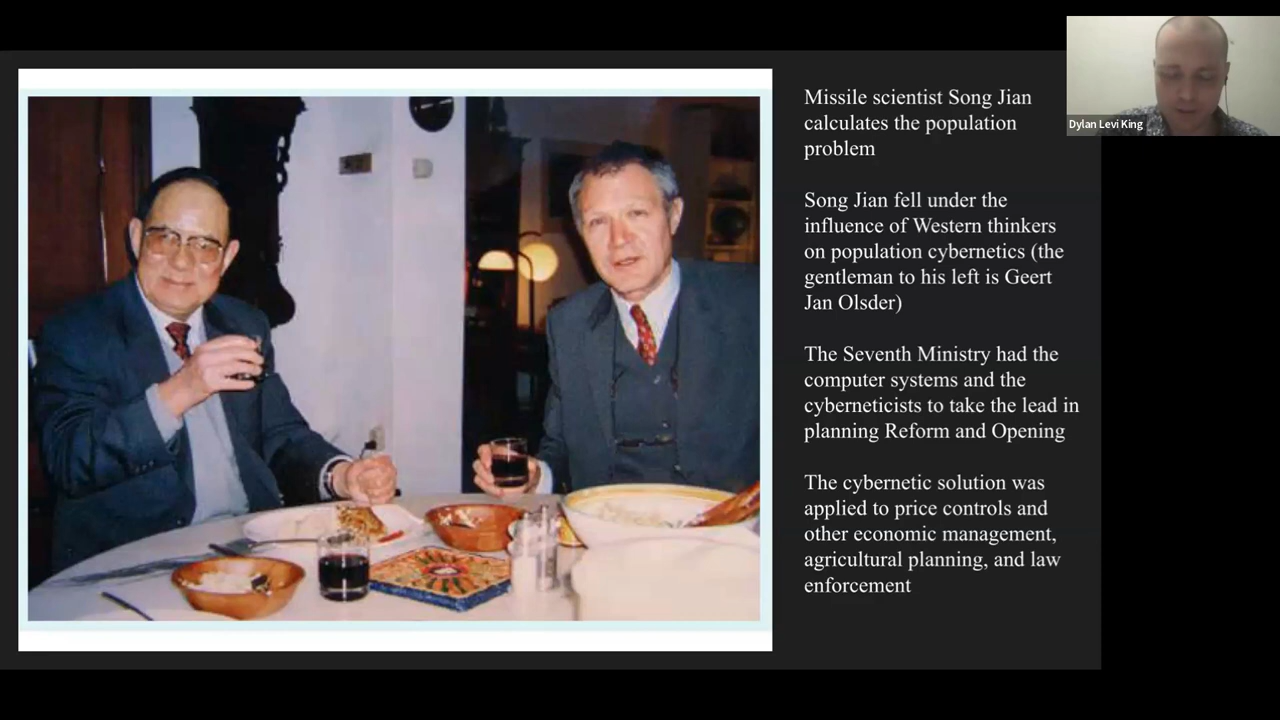 Missile scientist Song Jian
calculates the population
problem
Song Jian fell under the
influence of Western thinkers
on population cybernetics (the
gentleman to his left is Geert
Jan Olsder)
The Seventh Ministry had the
computer systems and the
cyberneticists to take the lead in
planning Reform and Opening
The cybernetic solution was
applied to price controls and
other economic management,
agricultural planning, and law
enforcement
Dylan Levi King